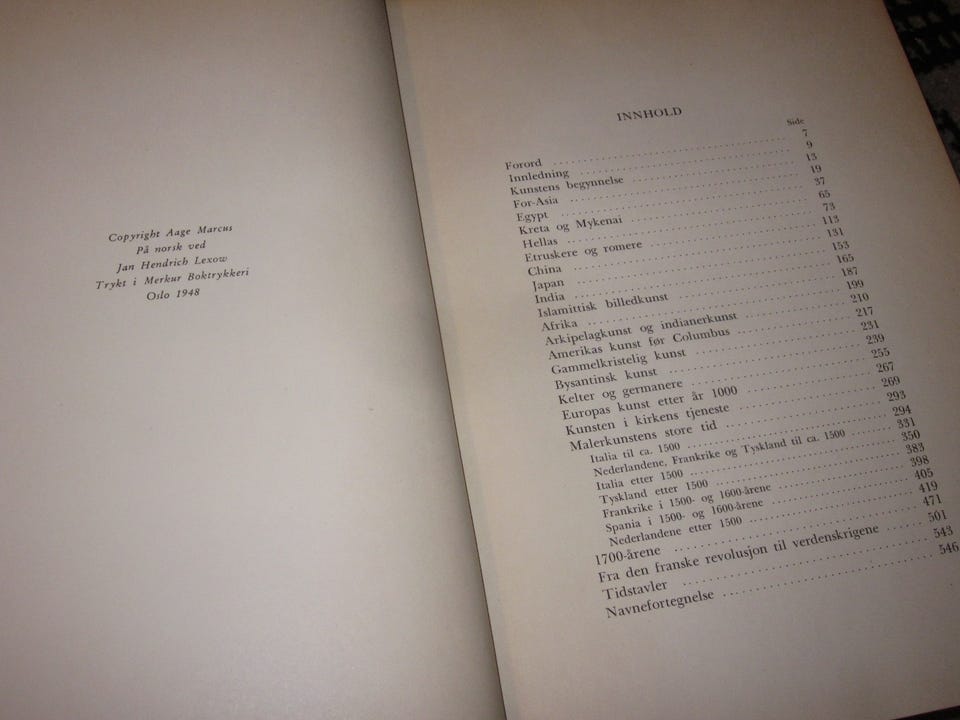 Copyright Aage Marcus
På norsk ved
Jan Hendrich Lexow
Trykt i Merkur Boktrykkeri
Oslo 1948
INNHOLD
Side
Forord 7
Innledning 9
Kunstens begynnelse 13
For-Asia 19
Egypt 37
Kreta og Mykenai 65
Hellas 73
Etruskere og romere 113
China 131
Japan 153
India 165
Islamittisk billedkunst 187
Afrika 199
Arkipelagkunst og indianerkunst 210
Amerikas kunst før Columbus 217
Gammelkristelig kunst 231
Bysantinsk kunst 239
Kelter og germanere 255
Europas kunst etter år 1000 267
Kunsten i kirkens tjeneste 269
Malerkunstens store tid 293
Italia til ca. 1500 294
Nederlandene, Frankrike og Tyskland til ca. 1500 331
Italia etter 1500 350
Tyskland etter 1500 383
Frankrike i 1500- og 1600-årene 398
Spania i 1500- og 1600-årene 405
Nederlandene etter 1500 419
1700-årene 471
Fra den franske revolusjon til verdenskrigene 501
Tidstavler 543
Navnefortegnelse 546